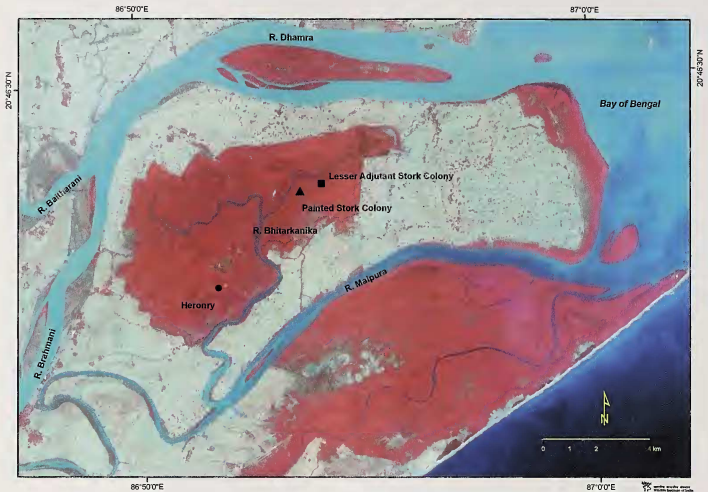 86°50'0"E
87°0'0"E
20°46'30"N
20°46'30"N
R. Dhamra
Bay of Bengal
R. Baitharani
Lesser Adjutant Stork Colony
Painted Stork Colony
R. Bhitarkanika
R. Maipura
Heronry
R. Brahmani
N
0 1 2 4 km
86°50'0"E
87°0'0"E